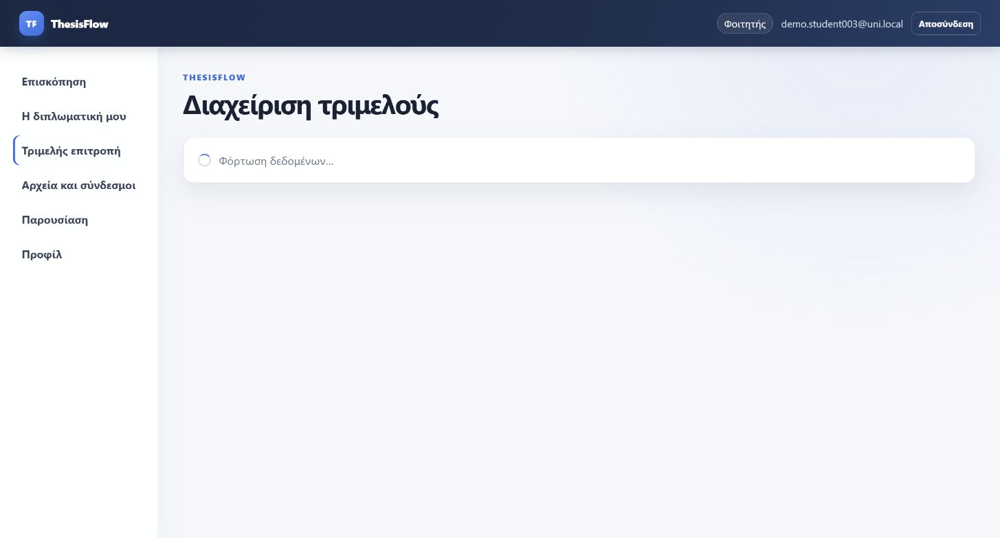 TF ThesisFlow Φοιτητής demo.student003@uni.local Αποσύνδεση
Επισκόπηση
Η διπλωματική μου
Τριμελής επιτροπή
Αρχεία και σύνδεσμοι
Παρουσίαση
Προφίλ
THESISFLOW
Διαχείριση τριμελούς
Φόρτωση δεδομένων...